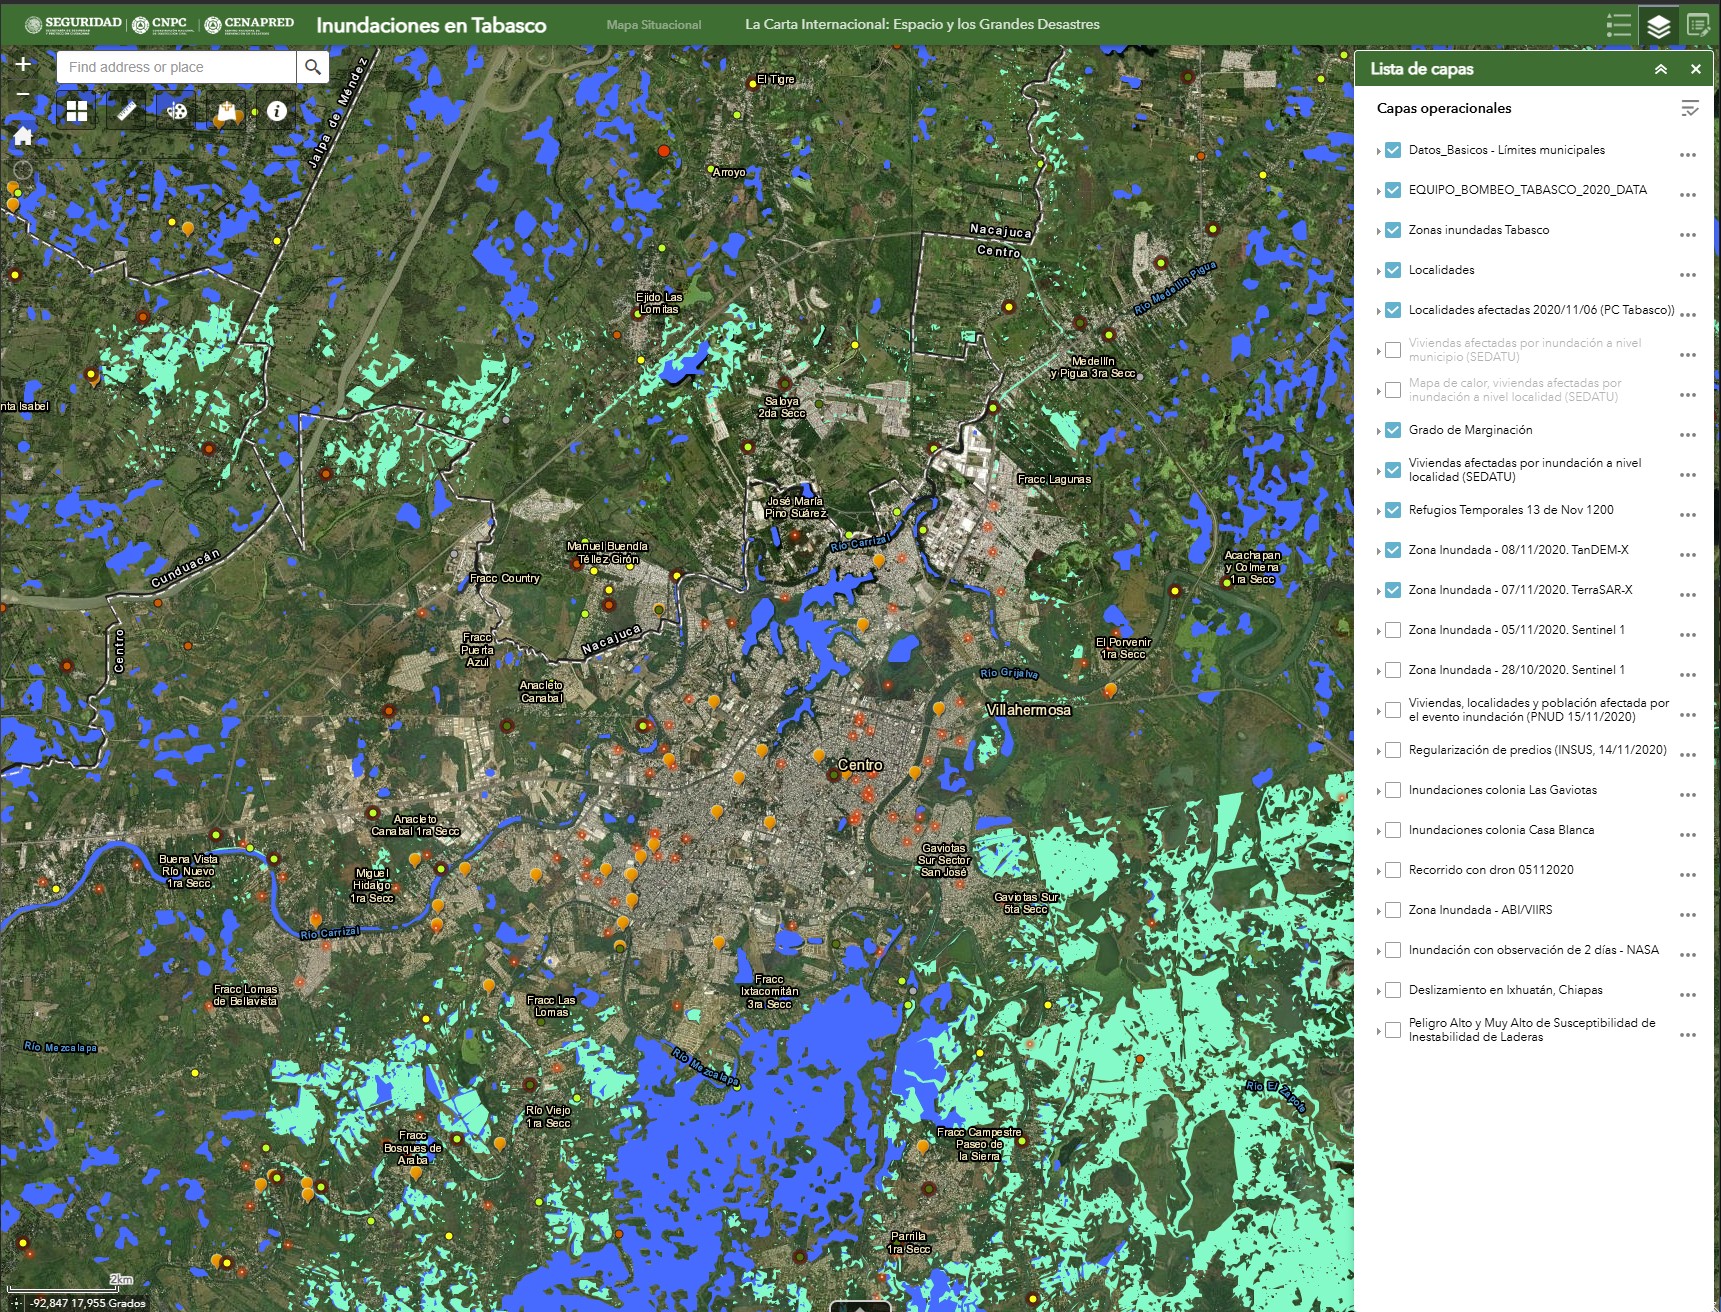 SEGURIDAD
CNPC
CENAPRED
Inundaciones en Tabasco
Mapa Situacional
La Carta Internacional: Espacio y los Grandes Desastres
Find address or place
Lista de capas
Capas operacionales
Datos_Basicos - Límites municipales
EQUIPO_BOMBEO_TABASCO_2020_DATA
Zonas inundadas Tabasco
Localidades
Localidades afectadas 2020/11/06 (PC Tabasco))
Viviendas afectadas por inundación a nivel
municipio (SEDATU)
Mapa de calor, viviendas afectadas por
inundación a nivel localidad (SEDATU)
Grado de Marginación
Viviendas afectadas por inundación a nivel
localidad (SEDATU)
Refugios Temporales 13 de Nov 1200
Zona Inundada - 08/11/2020. TanDEM-X
Zona Inundada - 07/11/2020. TerraSAR-X
Zona Inundada - 05/11/2020. Sentinel 1
Zona Inundada - 28/10/2020. Sentinel 1
Viviendas, localidades y población afectada por
el evento inundación (PNUD 15/11/2020)
Regularización de predios (INSUS, 14/11/2020)
Inundaciones colonia Las Gaviotas
Inundaciones colonia Casa Blanca
Recorrido con dron 05112020
Zona Inundada - ABI/VIIRS
Inundación con observación de 2 días - NASA
Deslizamiento en Ixhuatán, Chiapas
Peligro Alto y Muy Alto de Susceptibilidad de
Inestabilidad de Laderas
El Tigre
Jalpa de Méndez
Arroyo
Nacajuca
Centro
Río Medellín Pigua
Ejido Las
Lomitas
Medellín
y Pigua 3ra Secc
nta Isabel
Saloya
2da Secc
Fracc Lagunas
José María
Pino Suárez
Río Carrizal
Manuel Buendía
Téllez Girón
Cunduacán
Fracc Country
Acachapan
y Colmena
1ra Secc
Centro
Nacajuca
Fracc
Puerta
Azul
El Porvenir
1ra Secc
Anacleto
Canabal
Río Grijalva
Villahermosa
Centro
Anacleto
Canabal 1ra Secc
Buena Vista
Río Nuevo
1ra Secc
Miguel
Hidalgo
1ra Secc
Gaviotas
Sur Sector
San José
Gaviotas Sur
5ta Secc
Río Carrizal
Fracc Lomas
de Bellavista
Fracc Las
Lomas
Fracc
Ixtacomitán
3ra Secc
Río Mezcalapa
Río Mezcalapa
Río El Zapote
Río Viejo
1ra Secc
Fracc
Bosques de
Araba
Fracc Campestre
Paseo de
la Sierra
Parrilla
1ra Secc
2km
-92,847 17,955 Grados